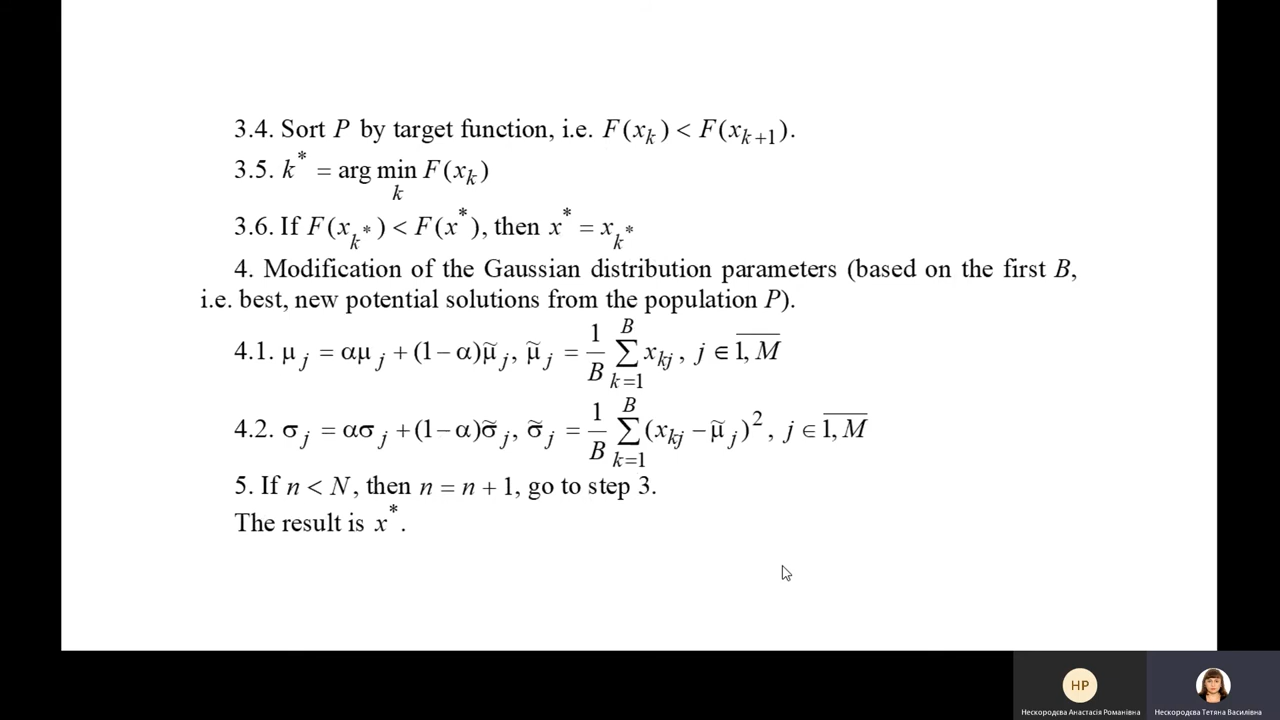 3.4. Sort P by target function, i.e. F(x_k) < F(x_{k+1}).
3.5. k^* = arg min_k F(x_k)
3.6. If F(x_{k^*}) < F(x^*), then x^* = x_{k^*}
4. Modification of the Gaussian distribution parameters (based on the first B,
i.e. best, new potential solutions from the population P).
4.1. μ_j = αμ_j + (1−α)μ̃_j, μ̃_j = 1/B ∑_{k=1}^{B} x_{kj}, j ∈ \overline{1, M}
4.2. σ_j = ασ_j + (1−α)σ̃_j, σ̃_j = 1/B ∑_{k=1}^{B} (x_{kj} − μ̃_j)^2, j ∈ \overline{1, M}
5. If n < N, then n = n + 1, go to step 3.
The result is x^*.
НР
Нескородєва Анастасія Романівна
Нескородєва Тетяна Василівна